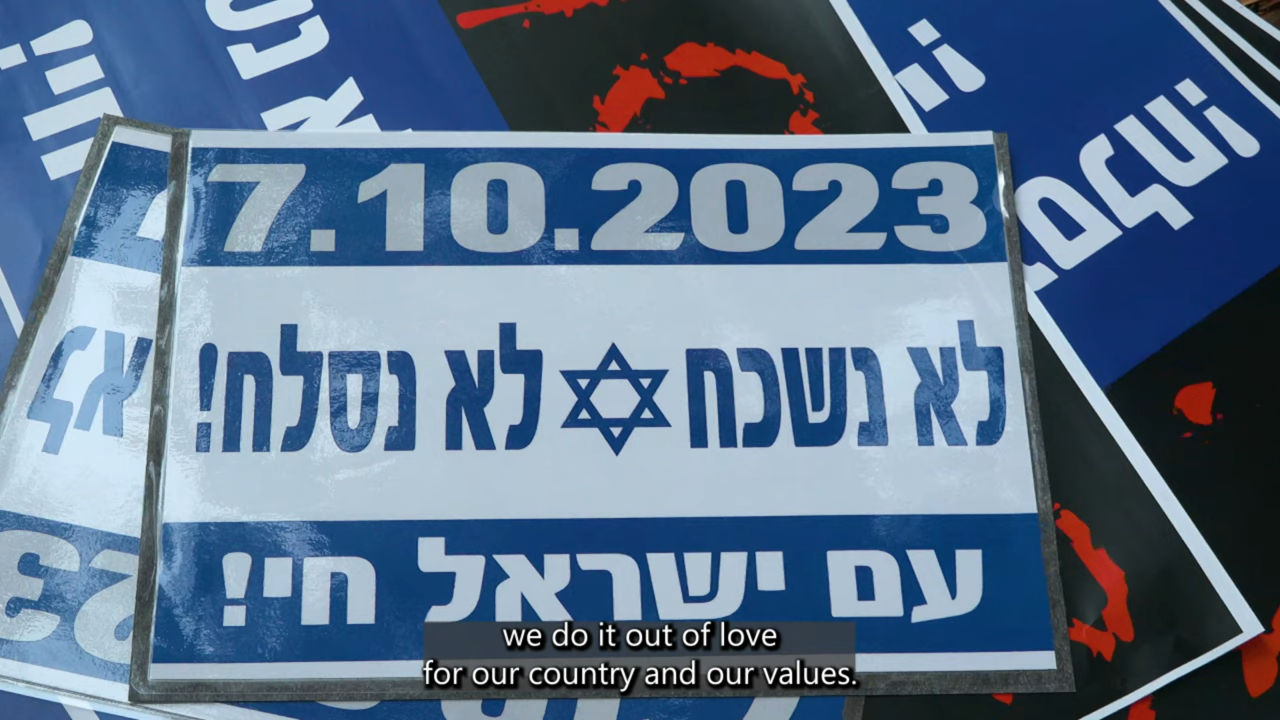 7.10.2023
לא נשכח לא נסלח!
עם ישראל חי!
we do it out of love
for our country and our values.